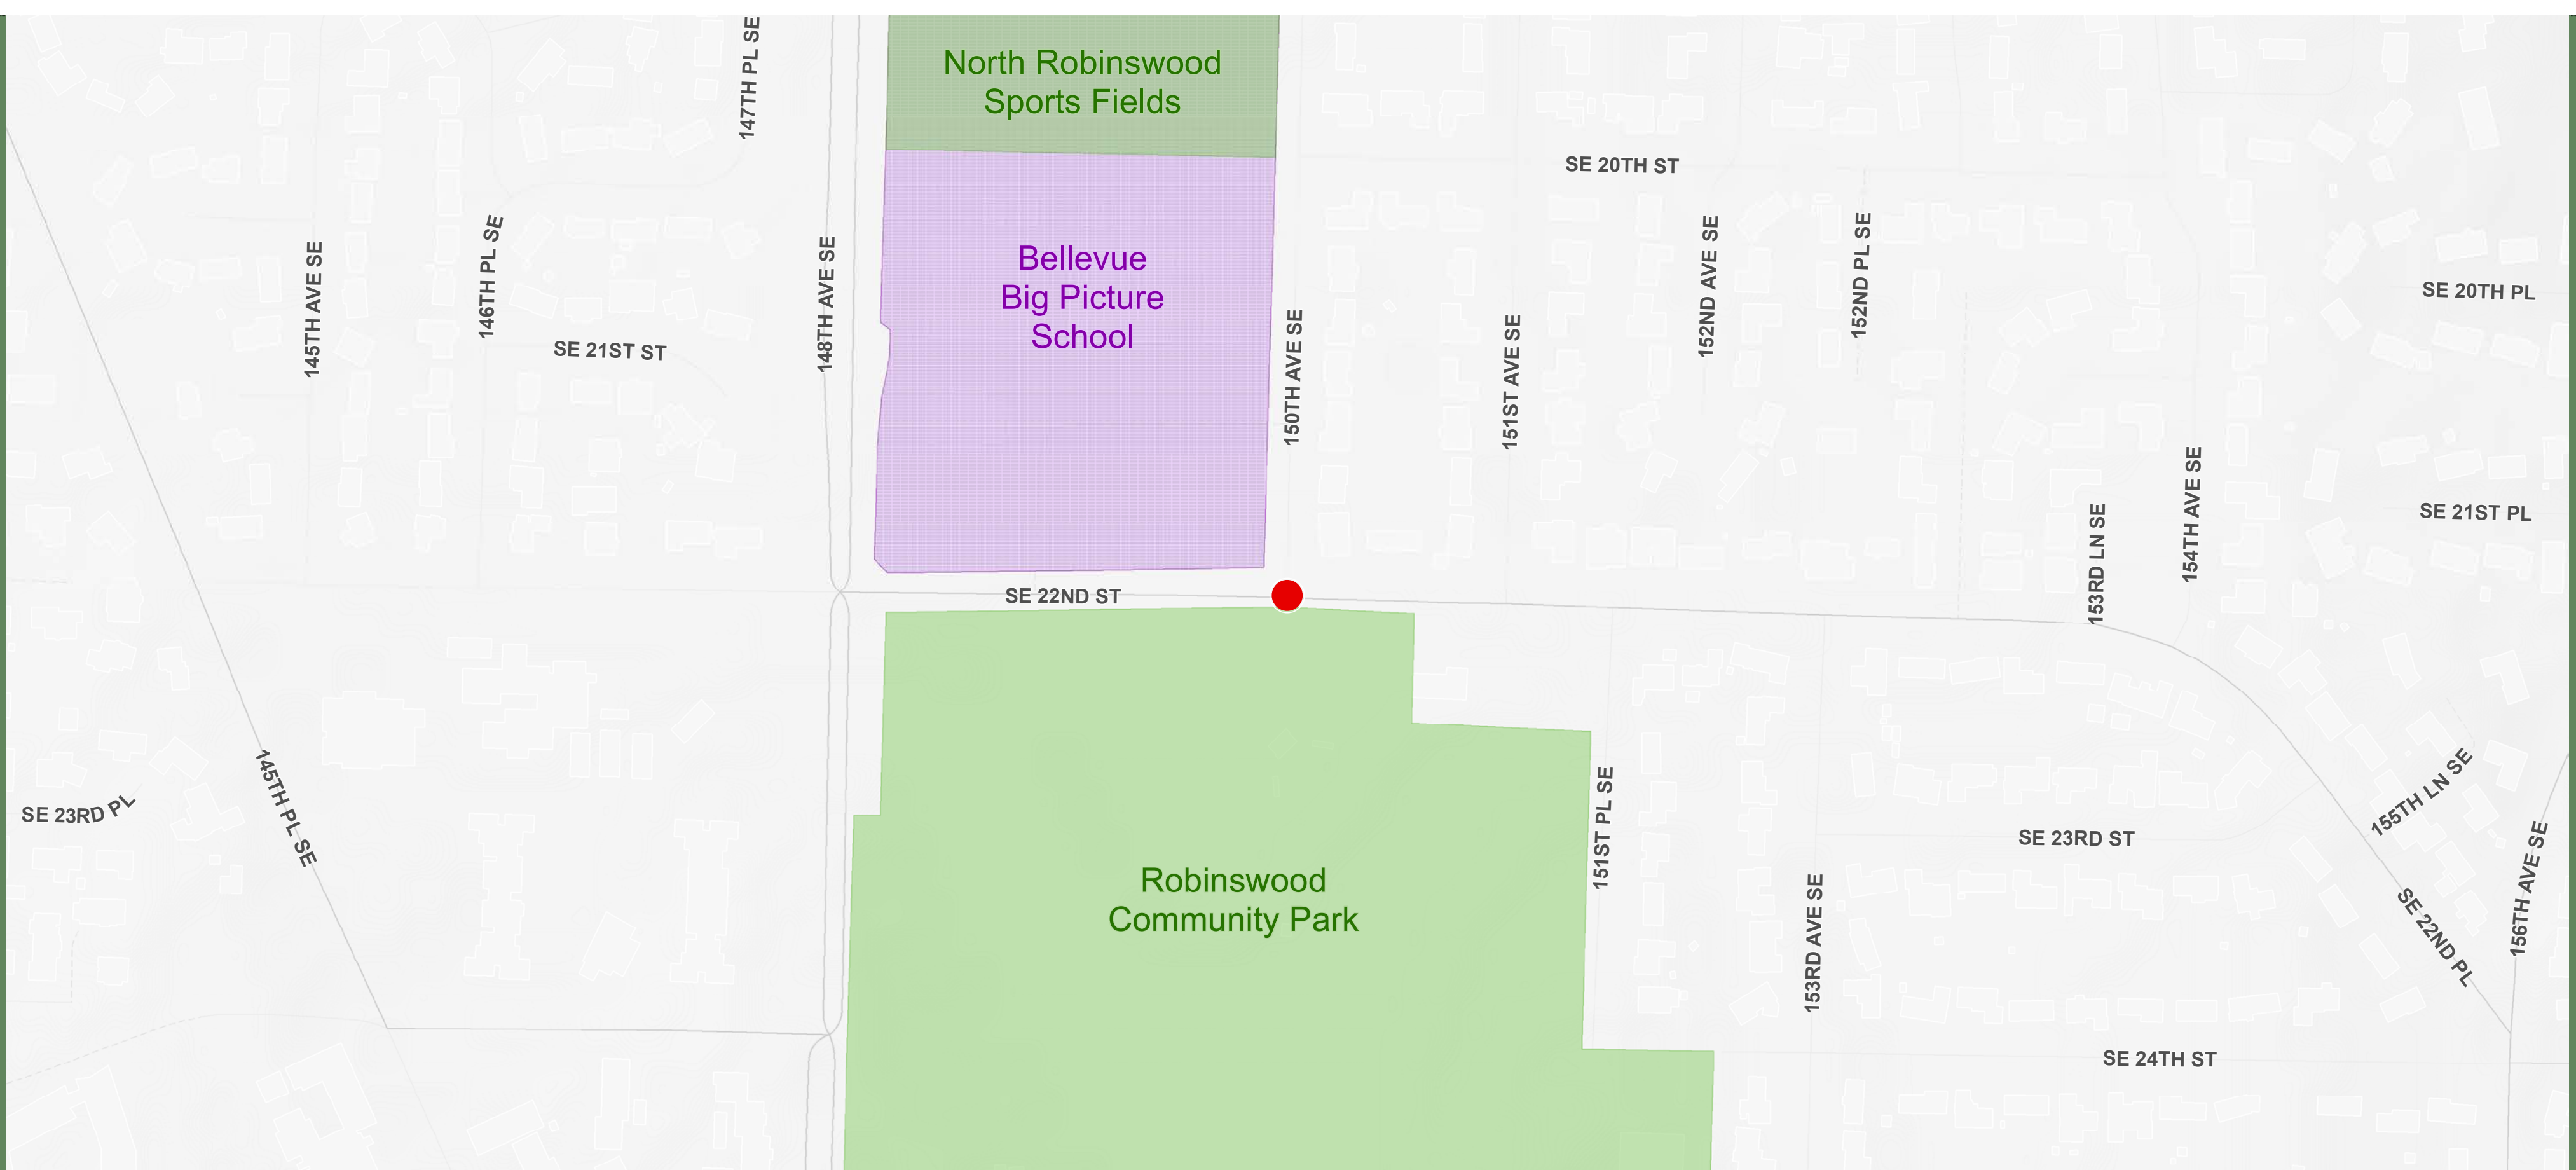 147TH PL SE
North Robinswood
Sports Fields
SE 20TH ST
145TH AVE SE
146TH PL SE
SE 21ST ST
148TH AVE SE
Bellevue
Big Picture
School
150TH AVE SE
151ST AVE SE
152ND AVE SE
152ND PL SE
SE 20TH PL
153RD LN SE
154TH AVE SE
SE 21ST PL
SE 22ND ST
SE 23RD PL
145TH PL SE
Robinswood
Community Park
151ST PL SE
153RD AVE SE
SE 23RD ST
155TH LN SE
SE 22ND PL
156TH AVE SE
SE 24TH ST